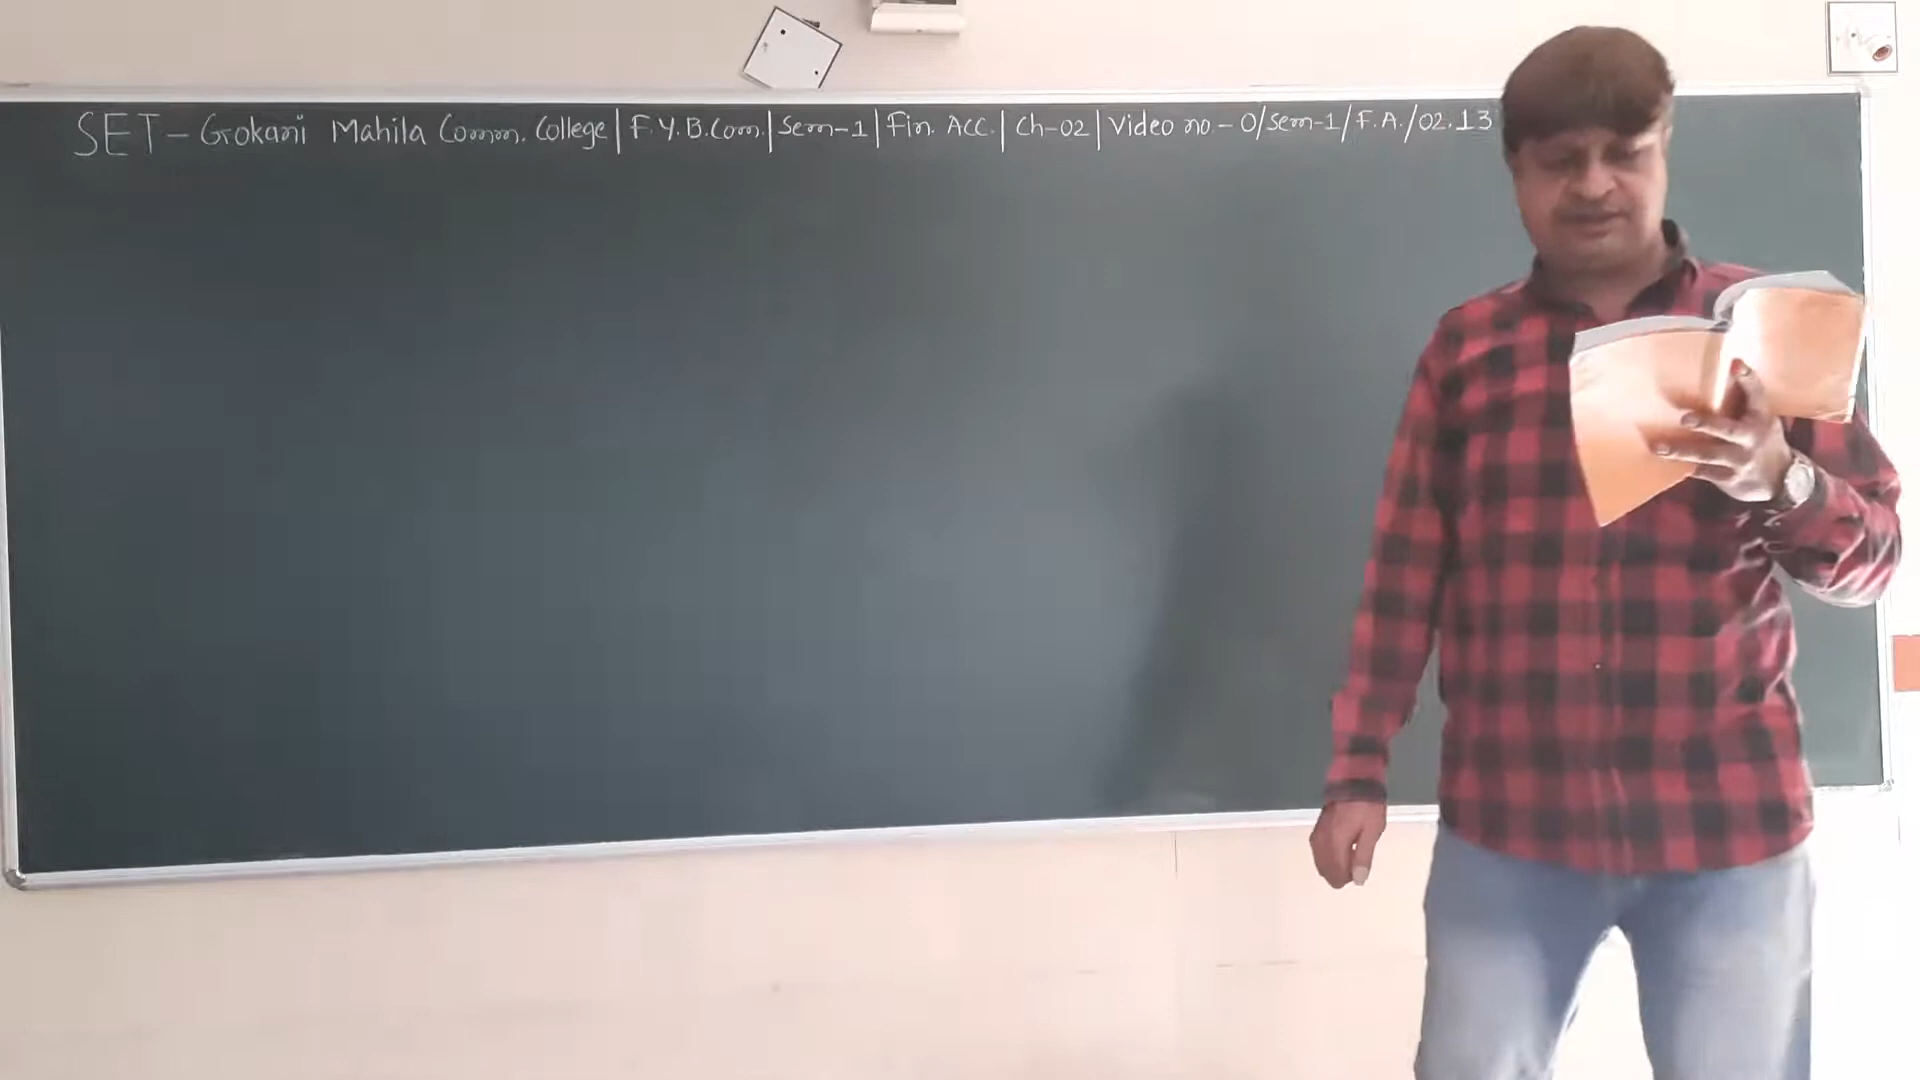 SET - Gokani Mahila Comm. College | F.Y.B.Com. | Sem-1 | Fin. Acc. | Ch-02 | Video no - 0/Sem-1/F.A./02.13